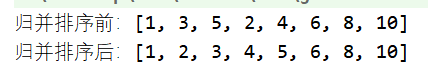 归并排序前: [1, 3, 5, 2, 4, 6, 8, 10]
归并排序后: [1, 2, 3, 4, 5, 6, 8, 10]